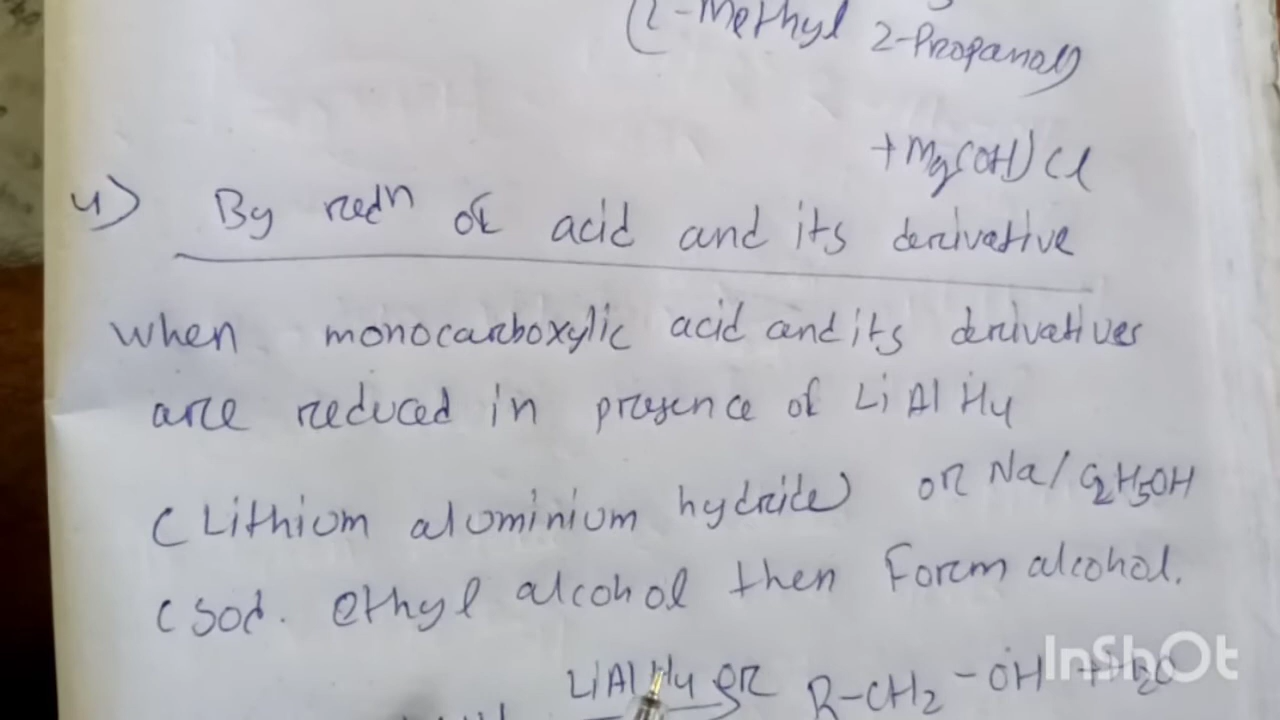 (2-Methyl 2-Propanol)
+Mg(OH)Cl
4) By redn of acid and its derivative
When monocarboxylic acid and its derivatives
are reduced in presence of LiAlH4
(Lithium aluminium hydride) or Na/C2H5OH
(Sod. ethyl alcohol then Form alcohol.
LiAlH4 or R-CH2-OH + H2O
InShOt